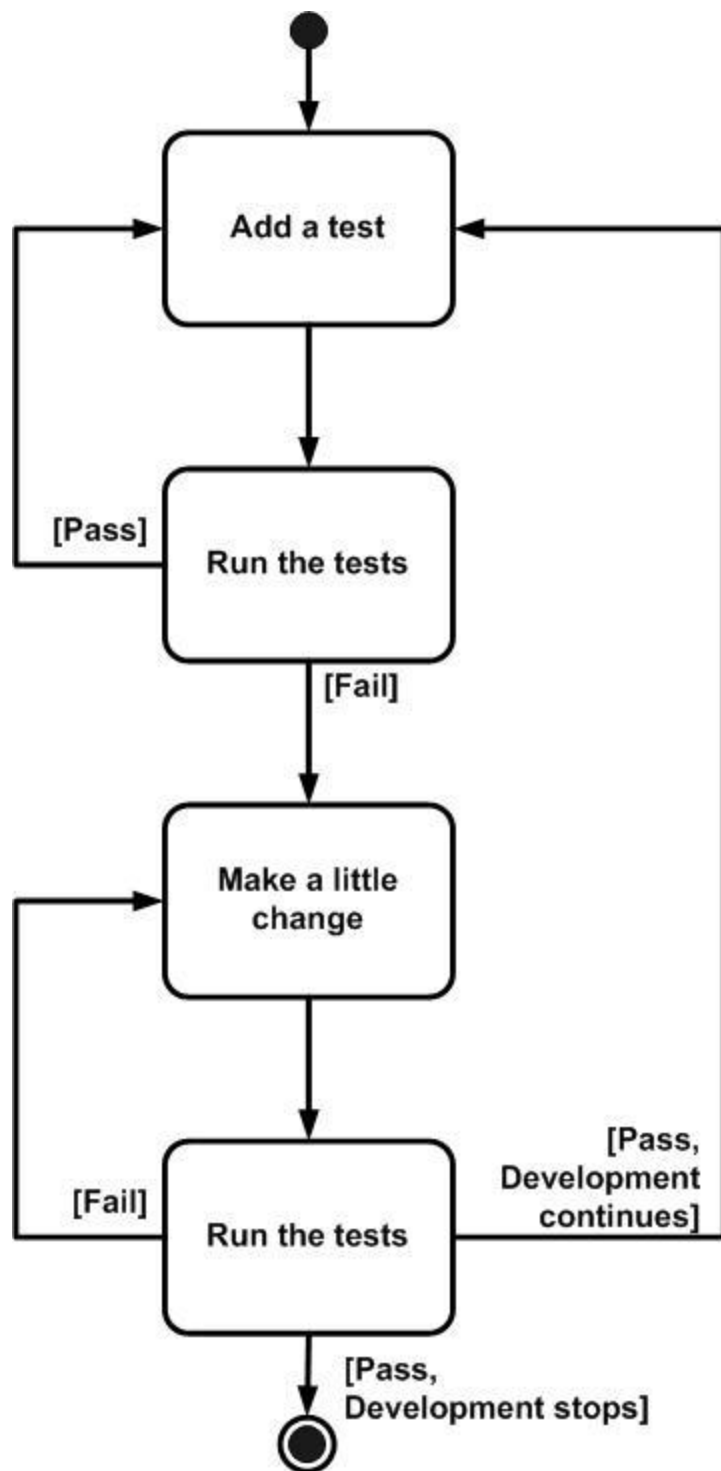 Add a test
[Pass]
Run the tests
[Fail]
Make a little
change
[Pass,
Development
continues]
[Fail]
Run the tests
[Pass,
Development stops]